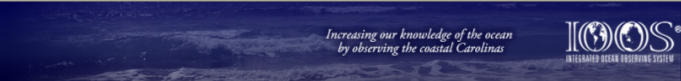 Increasing our knowledge of the ocean
by observing the coastal Carolinas
IOOS®
INTEGRATED OCEAN OBSERVING SYSTEM